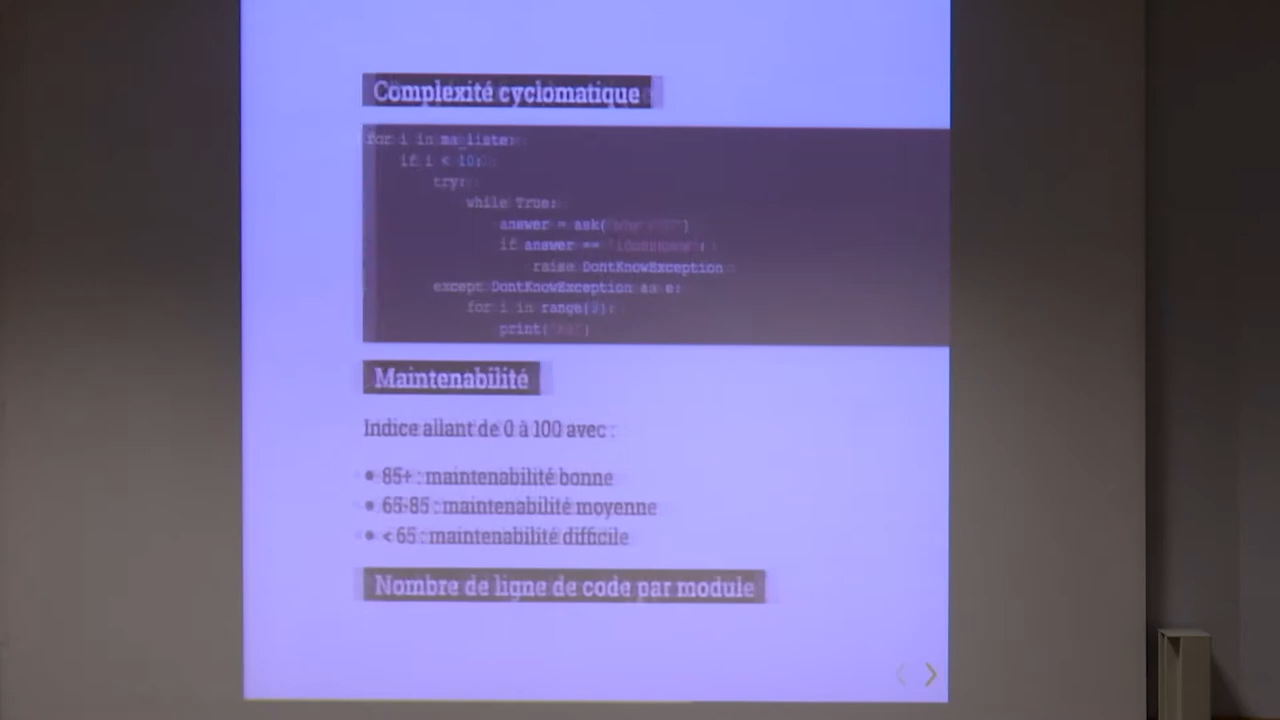 Complexité cyclomatique
for i in ma_liste:
if i < 10:
try:
while True:
answer = ask(
if answer ==
raise DontKnowException
except DontKnowException as e:
for i in range(3):
print(
Maintenabilité
Indice allant de 0 à 100 avec :
• 85+ : maintenabilité bonne
• 65-85 : maintenabilité moyenne
• < 65 : maintenabilité difficile
Nombre de ligne de code par module